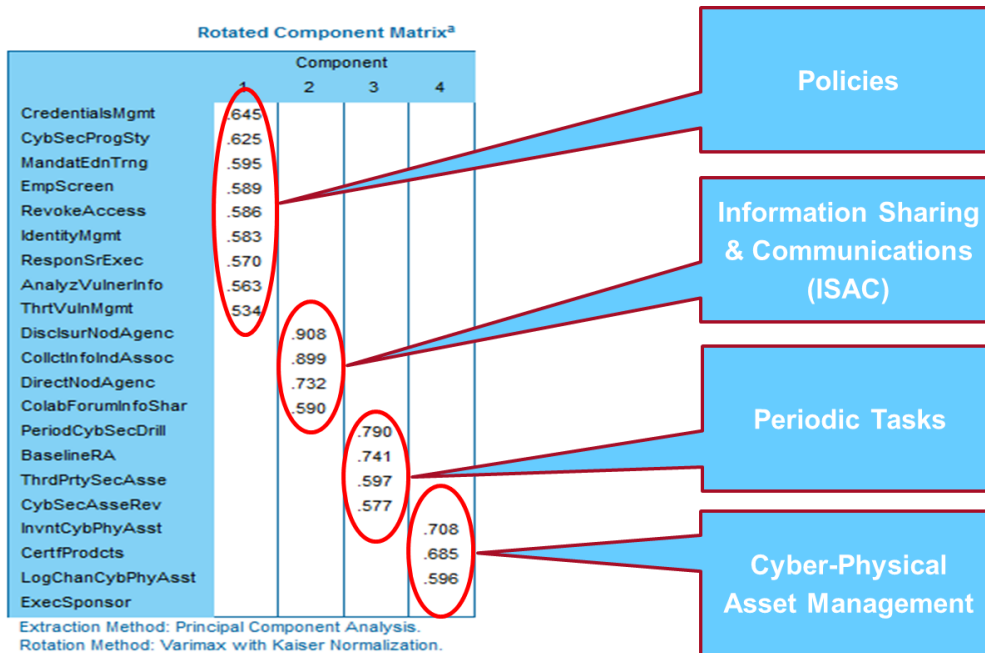 Rotated Component Matrixᵃ
Component
1 2 3 4
CredentialsMgmt .645
CybSecProgSty .625
MandatEdnTrng .595
EmpScreen .589
RevokeAccess .586
IdentityMgmt .583
ResponSrExec .570
AnalyzVulnerInfo .563
ThrtVulnMgmt .534
DisclsurNodAgenc .908
CollctInfoIndAssoc .899
DirectNodAgenc .732
ColabForumInfoShar .590
PeriodCybSecDrill .790
BaselineRA .741
ThrdPrtySecAsse .597
CybSecAsseRev .577
InvntCybPhyAsst .708
CertfProdcts .685
LogChanCybPhyAsst .596
ExecSponsor
Extraction Method: Principal Component Analysis.
Rotation Method: Varimax with Kaiser Normalization.
Policies
Information Sharing
& Communications
(ISAC)
Periodic Tasks
Cyber-Physical
Asset Management